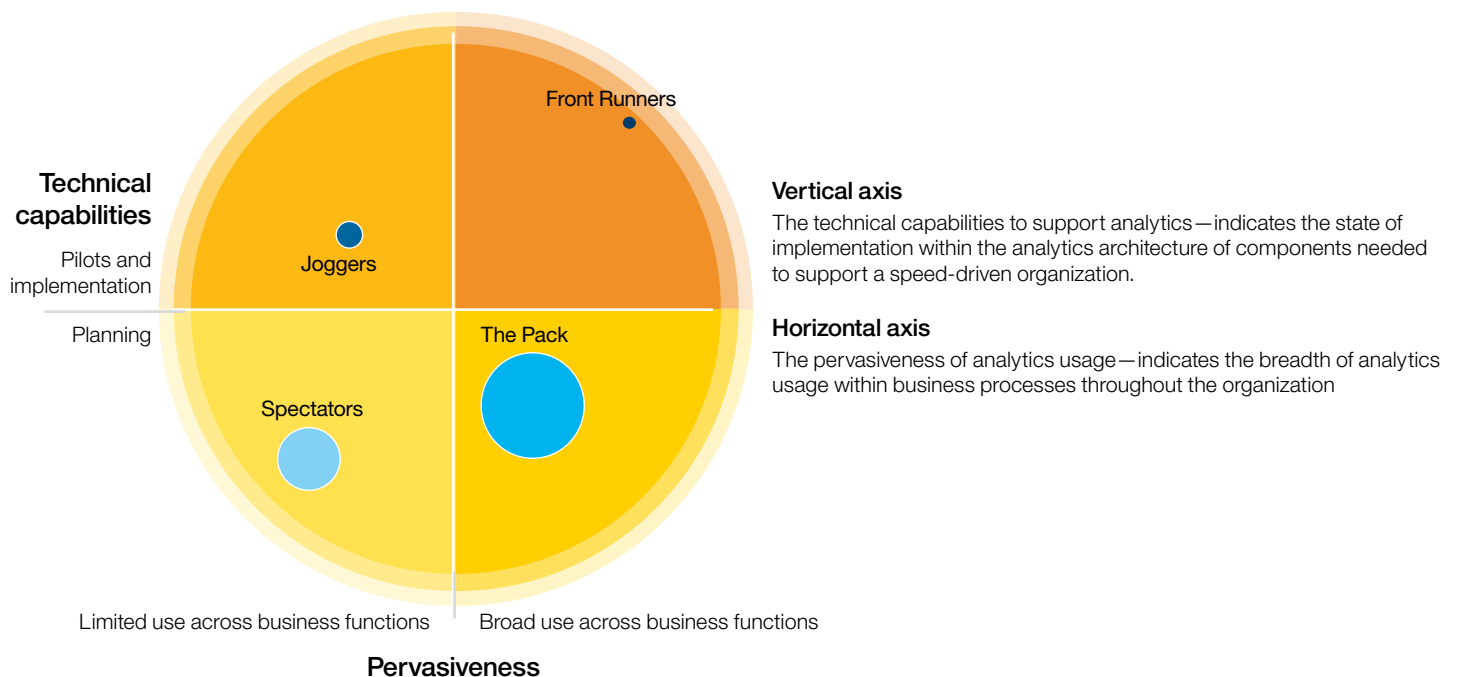 Front Runners
Technical
capabilities
Pilots and
implementation
Planning
Joggers
The Pack
Spectators
Limited use across business functions
Broad use across business functions
Pervasiveness
Vertical axis
The technical capabilities to support analytics—indicates the state of
implementation within the analytics architecture of components needed
to support a speed-driven organization.
Horizontal axis
The pervasiveness of analytics usage—indicates the breadth of analytics
usage within business processes throughout the organization